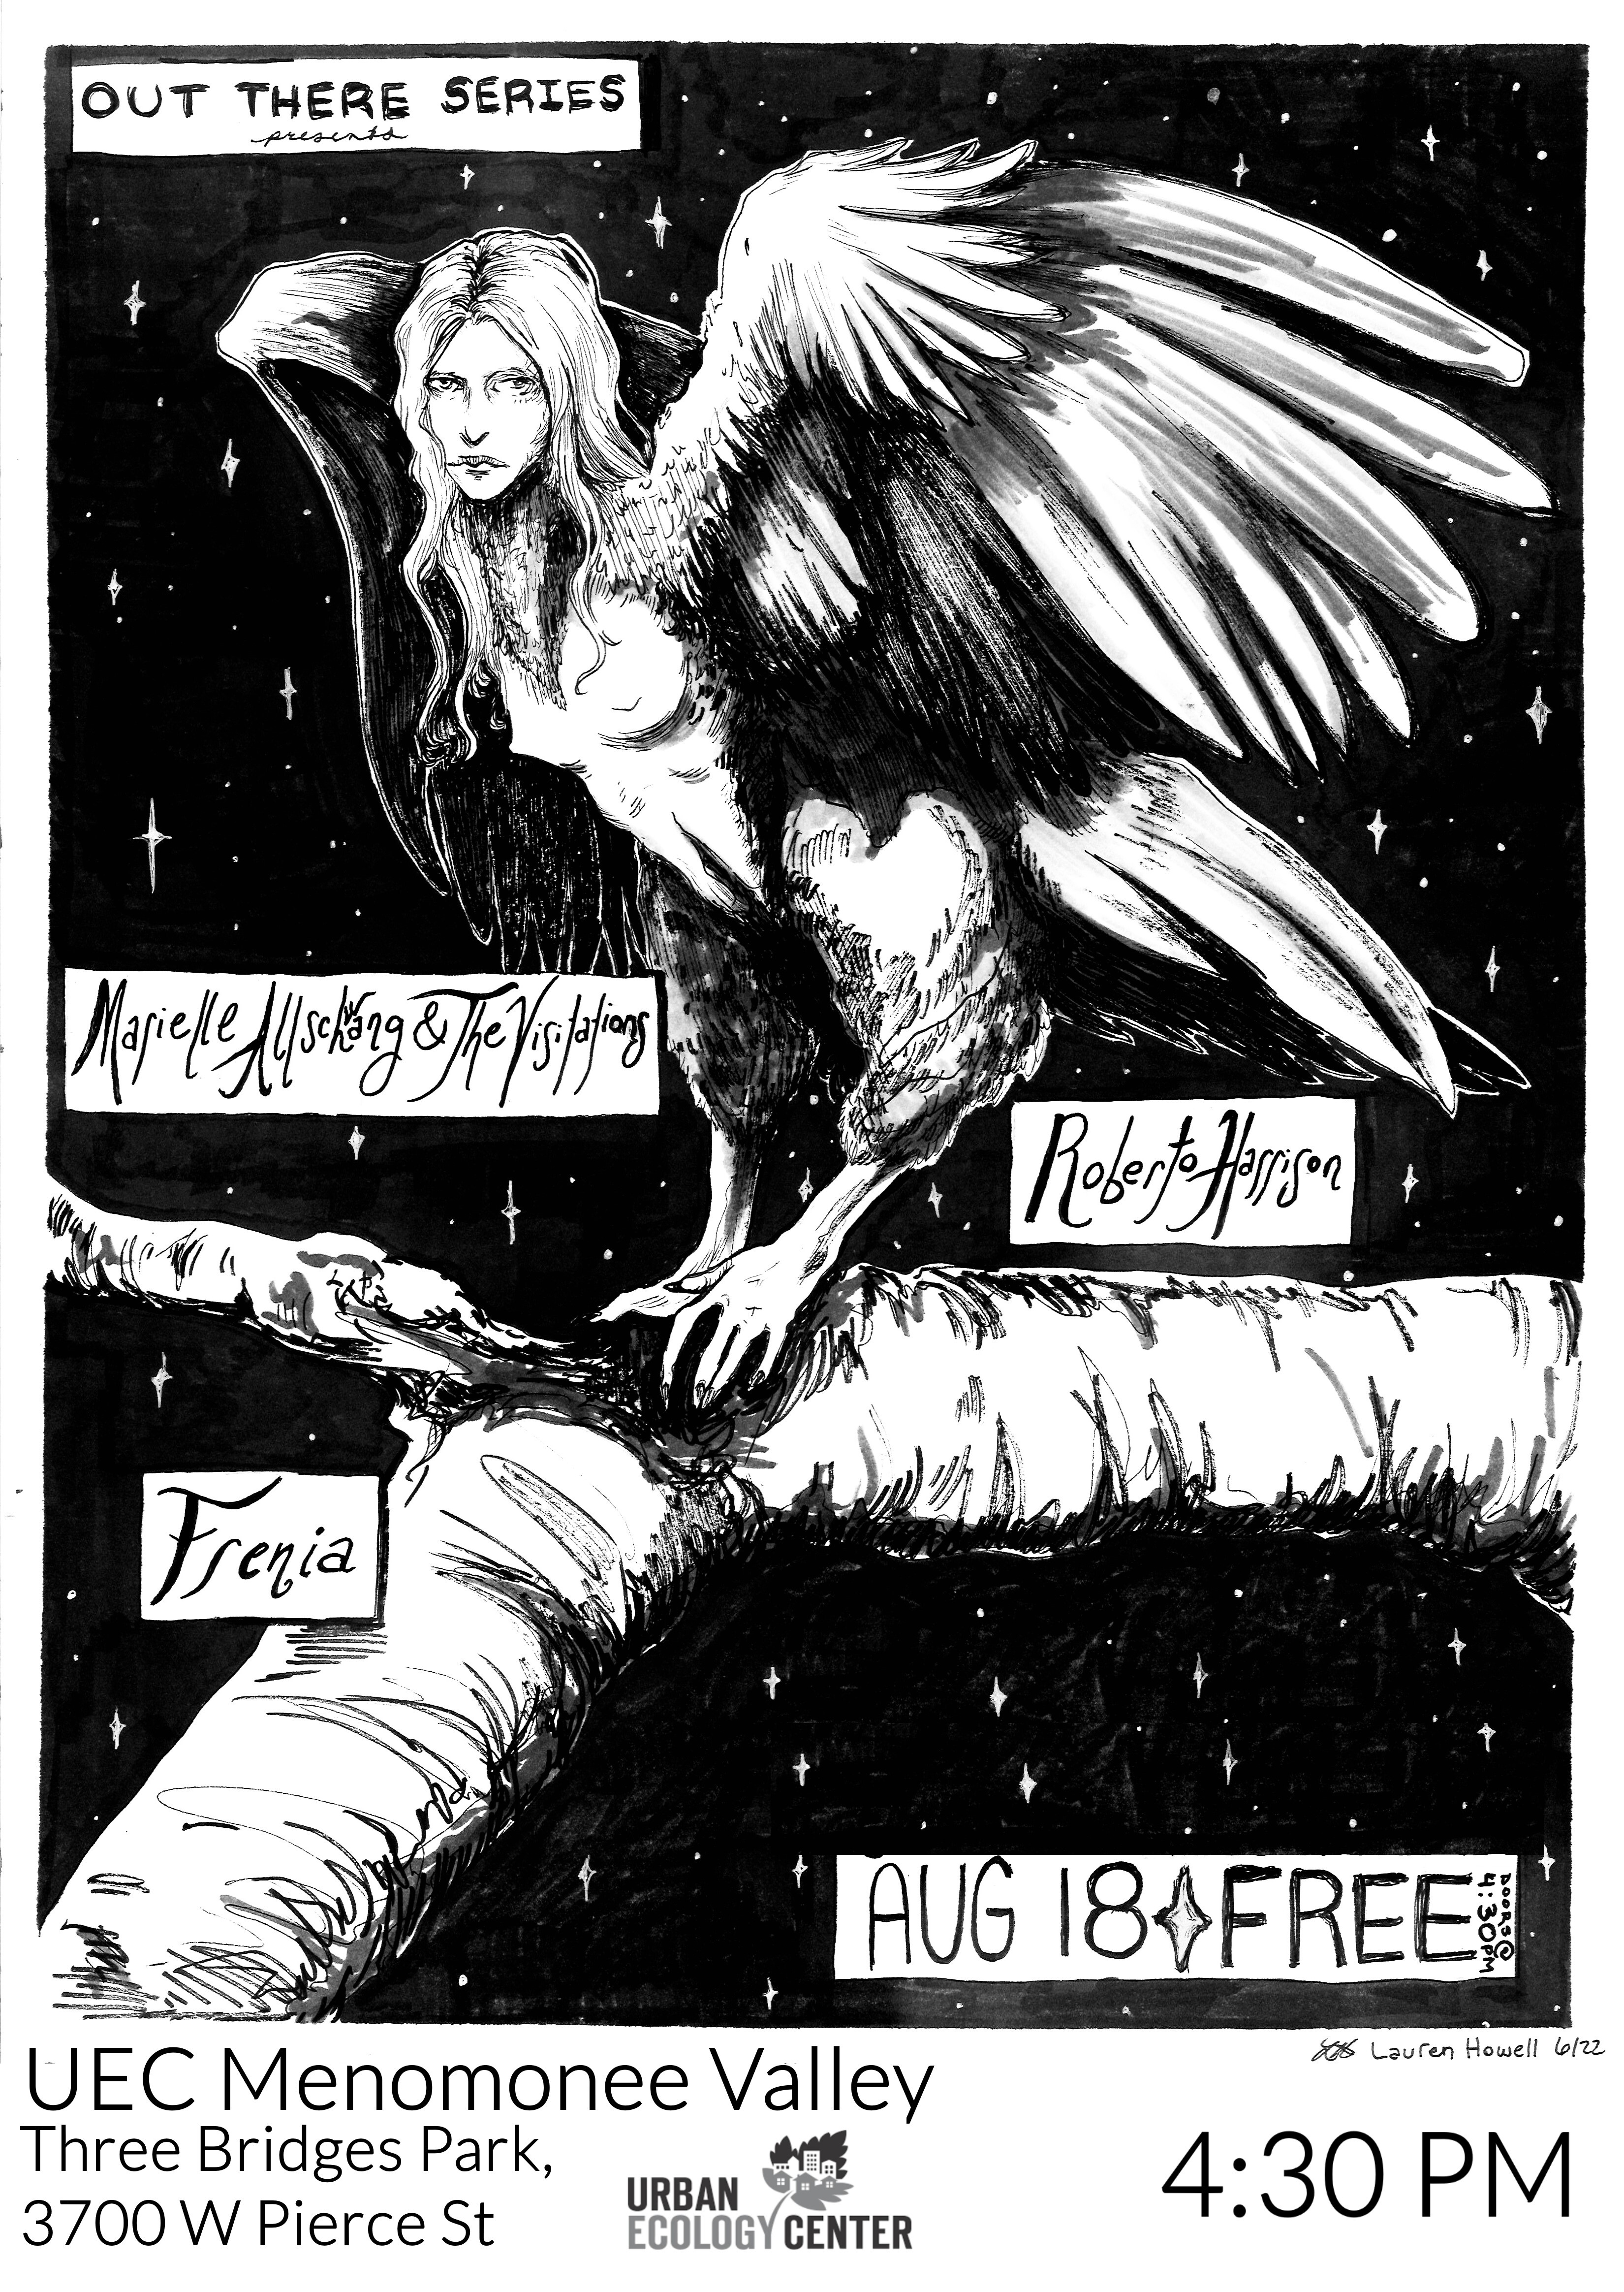 OUT THERE SERIES
presents
Marielle Allschwang & The Visitations
Roberto Harrison
Frenia
AUG 18 FREE
DOORS @
4:30PM
Lauren Howell 6/22
UEC Menomonee Valley
Three Bridges Park,
3700 W Pierce St
URBAN
ECOLOGY CENTER
4:30 PM